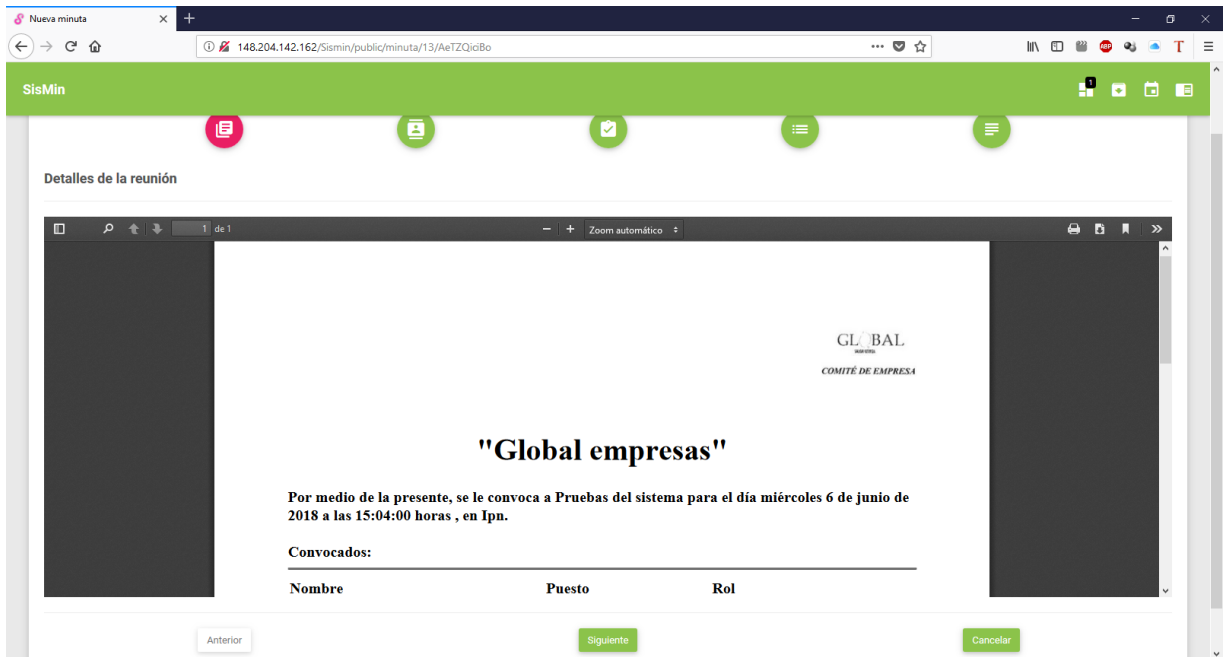 Nueva minuta
148.204.142.162/Sismin/public/minuta/13/AeTZQiciBo
ABP
T
SisMin
1
Detalles de la reunión
1 de 1
Zoom automático
GLOBAL
COMITÉ DE EMPRESA
"Global empresas"
Por medio de la presente, se le convoca a Pruebas del sistema para el día miércoles 6 de junio de
2018 a las 15:04:00 horas , en Ipn.
Convocados:
Nombre Puesto Rol
Anterior Siguiente Cancelar